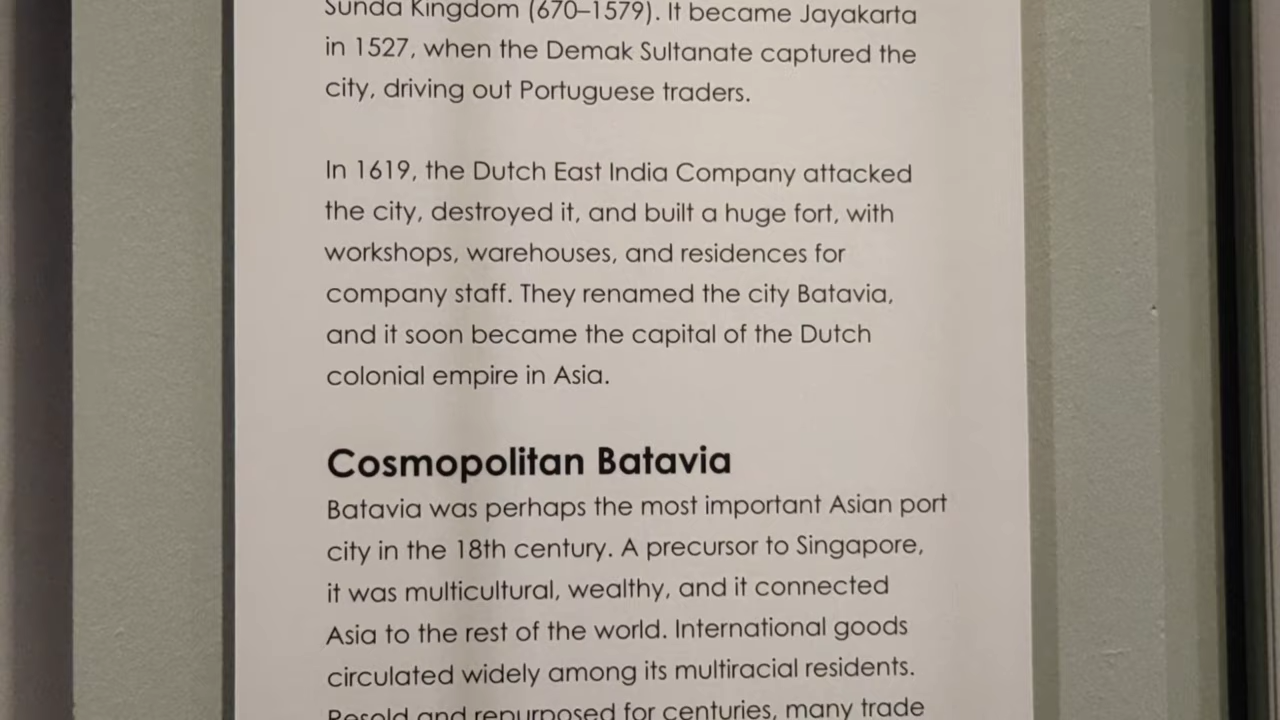 Sunda Kingdom (670–1579). It became Jayakarta
in 1527, when the Demak Sultanate captured the
city, driving out Portuguese traders.
In 1619, the Dutch East India Company attacked
the city, destroyed it, and built a huge fort, with
workshops, warehouses, and residences for
company staff. They renamed the city Batavia,
and it soon became the capital of the Dutch
colonial empire in Asia.
Cosmopolitan Batavia
Batavia was perhaps the most important Asian port
city in the 18th century. A precursor to Singapore,
it was multicultural, wealthy, and it connected
Asia to the rest of the world. International goods
circulated widely among its multiracial residents.
Resold and repurposed for centuries, many trade